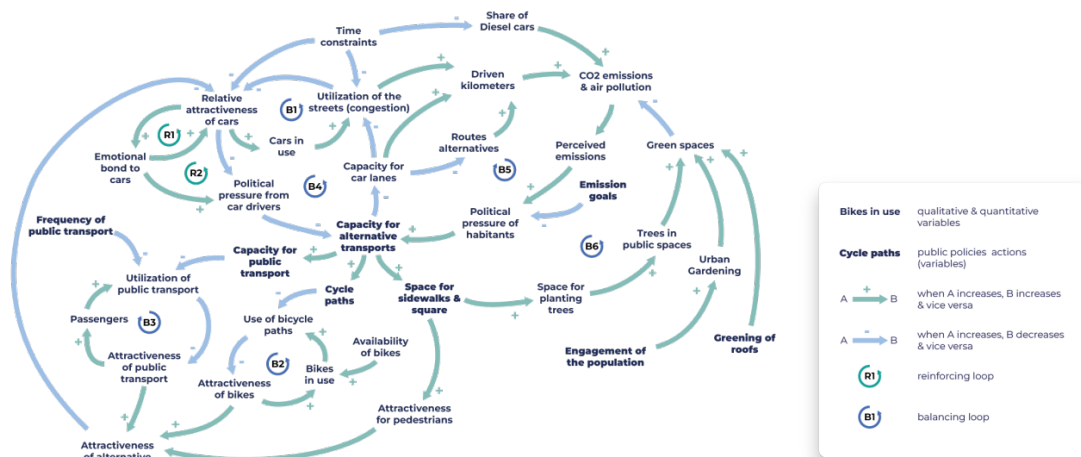 Share of
Diesel cars
Time
constraints
Driven
kilometers
CO2 emissions
& air pollution
Relative
attractiveness
of cars
B1
Utilization of the
streets (congestion)
R1
Cars in
use
Routes
alternatives
Perceived
emissions
Green spaces
Emotional
bond to
cars
R2
Capacity for
car lanes
B5
Political
pressure from
car drivers
B4
Emission
goals
Frequency of
public transport
Capacity for
alternative
transports
Political
pressure of
habitants
B6
Trees in
public spaces
Capacity for
public
transport
Urban
Gardening
Utilization of
public transport
Cycle
paths
Space for
sidewalks &
square
Space for
planting
trees
Passengers
B3
Use of bicycle
paths
Availability
of bikes
Engagement
of the population
Greening of
roofs
Attractiveness
of public
transport
B2
Bikes
in use
Attractiveness
of bikes
Attractiveness
for pedestrians
Attractiveness
of alternative
Bikes in use
qualitative & quantitative
variables
Cycle paths
public policies actions
(variables)
A + B
when A increases, B increases
& vice versa
A - B
when A increases, B decreases
& vice versa
R1
reinforcing loop
B1
balancing loop